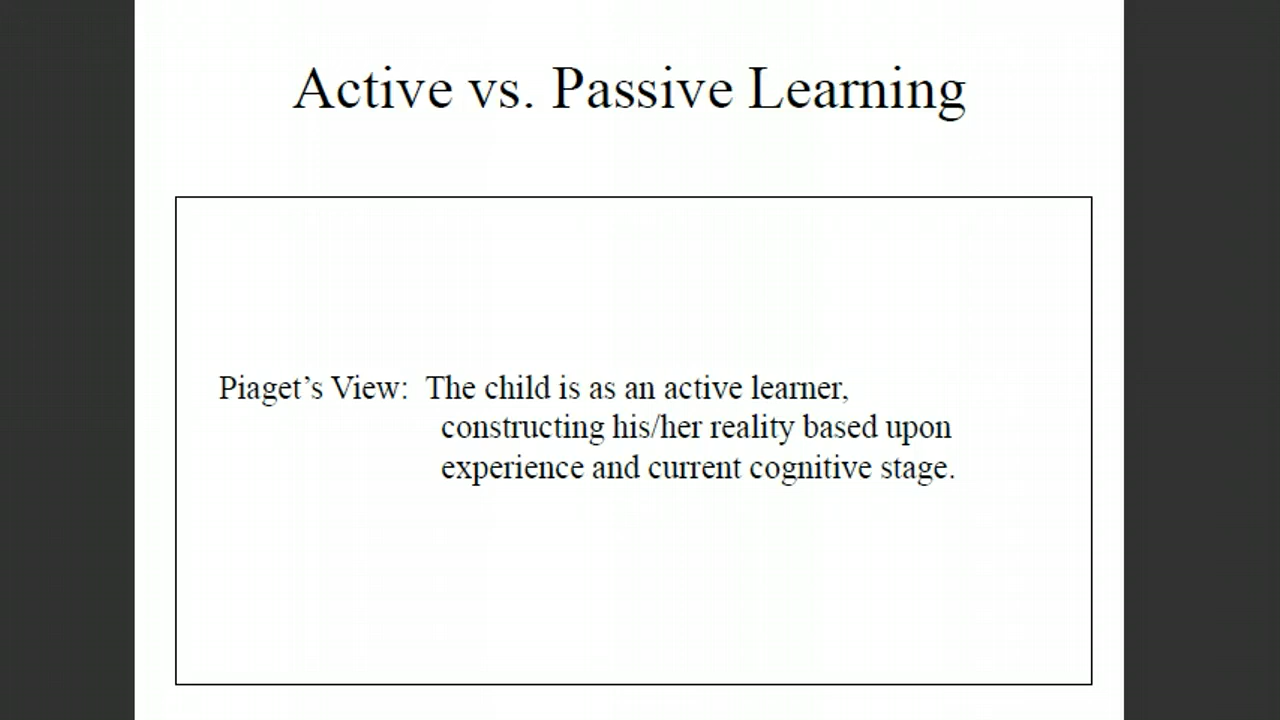 Active vs. Passive Learning
Piaget’s View: The child is as an active learner,
constructing his/her reality based upon
experience and current cognitive stage.